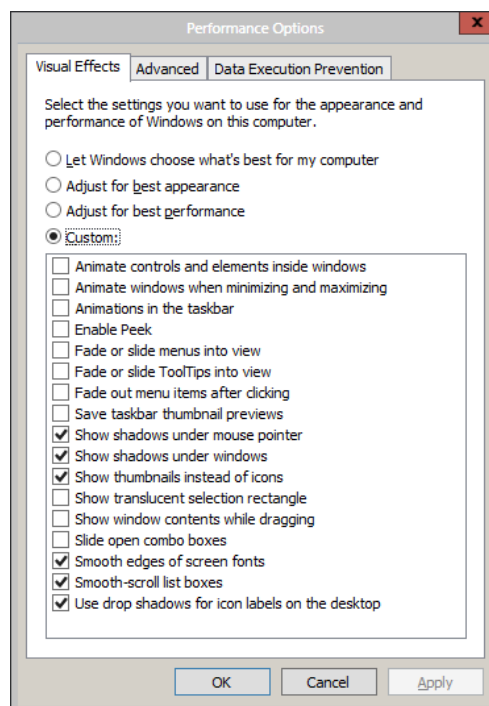 Performance Options
x
Visual Effects Advanced Data Execution Prevention
Select the settings you want to use for the appearance and
performance of Windows on this computer.
Let Windows choose what's best for my computer
Adjust for best appearance
Adjust for best performance
Custom:
Animate controls and elements inside windows
Animate windows when minimizing and maximizing
Animations in the taskbar
Enable Peek
Fade or slide menus into view
Fade or slide ToolTips into view
Fade out menu items after clicking
Save taskbar thumbnail previews
Show shadows under mouse pointer
Show shadows under windows
Show thumbnails instead of icons
Show translucent selection rectangle
Show window contents while dragging
Slide open combo boxes
Smooth edges of screen fonts
Smooth-scroll list boxes
Use drop shadows for icon labels on the desktop
OK Cancel Apply